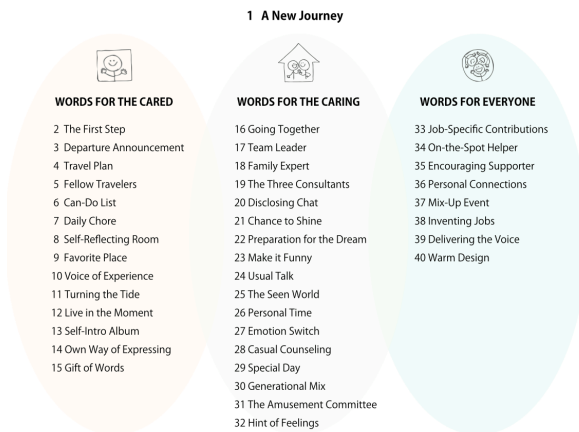 1 A New Journey
WORDS FOR THE CARED
2 The First Step
3 Departure Announcement
4 Travel Plan
5 Fellow Travelers
6 Can-Do List
7 Daily Chore
8 Self-Reflecting Room
9 Favorite Place
10 Voice of Experience
11 Turning the Tide
12 Live in the Moment
13 Self-Intro Album
14 Own Way of Expressing
15 Gift of Words
WORDS FOR THE CARING
16 Going Together
17 Team Leader
18 Family Expert
19 The Three Consultants
20 Disclosing Chat
21 Chance to Shine
22 Preparation for the Dream
23 Make it Funny
24 Usual Talk
25 The Seen World
26 Personal Time
27 Emotion Switch
28 Casual Counseling
29 Special Day
30 Generational Mix
31 The Amusement Committee
32 Hint of Feelings
WORDS FOR EVERYONE
33 Job-Specific Contributions
34 On-the-Spot Helper
35 Encouraging Supporter
36 Personal Connections
37 Mix-Up Event
38 Inventing Jobs
39 Delivering the Voice
40 Warm Design